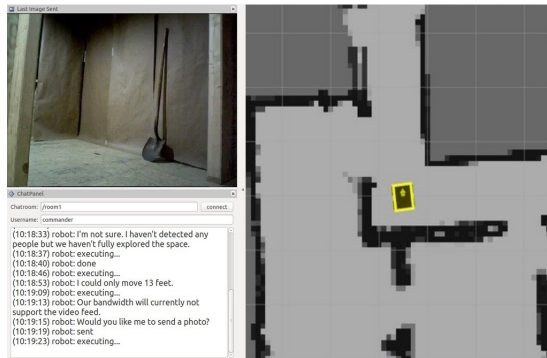 Last Image Sent
ChatPanel
Chatroom: /room1 connect
Username: commander
(10:18:33) robot: I'm not sure. I haven't detected any
people but we haven't fully explored the space.
(10:18:37) robot: executing...
(10:18:40) robot: done
(10:18:46) robot: executing...
(10:18:53) robot: I could only move 13 feet.
(10:19:09) robot: executing...
(10:19:13) robot: Our bandwidth will currently not
support the video feed.
(10:19:15) robot: Would you like me to send a photo?
(10:19:19) robot: sent
(10:19:23) robot: executing...